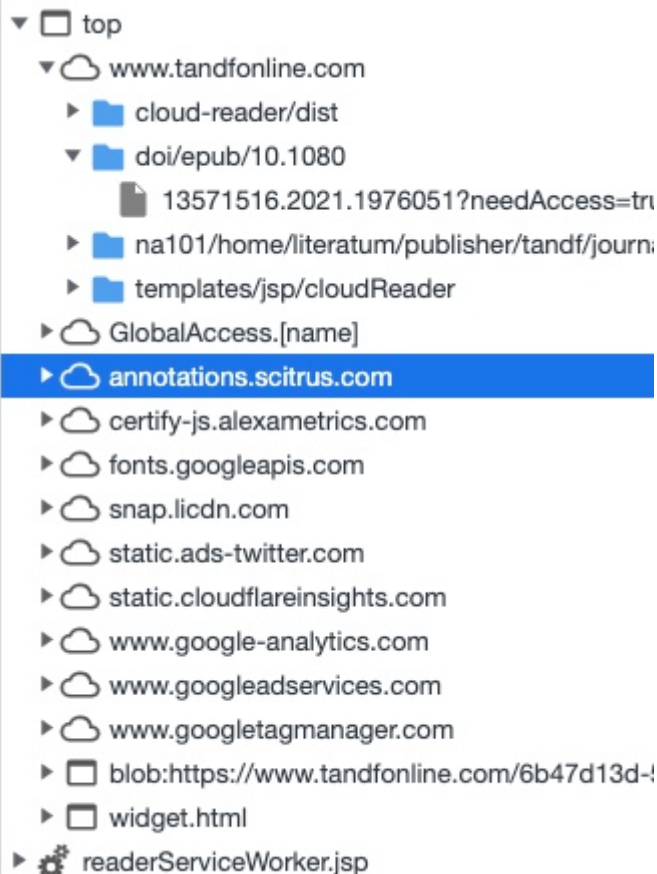 top
www.tandfonline.com
cloud-reader/dist
doi/epub/10.1080
13571516.2021.1976051?needAccess=tru
na101/home/literatum/publisher/tandf/journa
templates/jsp/cloudReader
GlobalAccess.[name]
annotations.scitrus.com
certify-js.alexametrics.com
fonts.googleapis.com
snap.licdn.com
static.ads-twitter.com
static.cloudflareinsights.com
www.google-analytics.com
www.googleadservices.com
www.googletagmanager.com
blob:https://www.tandfonline.com/6b47d13d-5
widget.html
readerServiceWorker.jsp